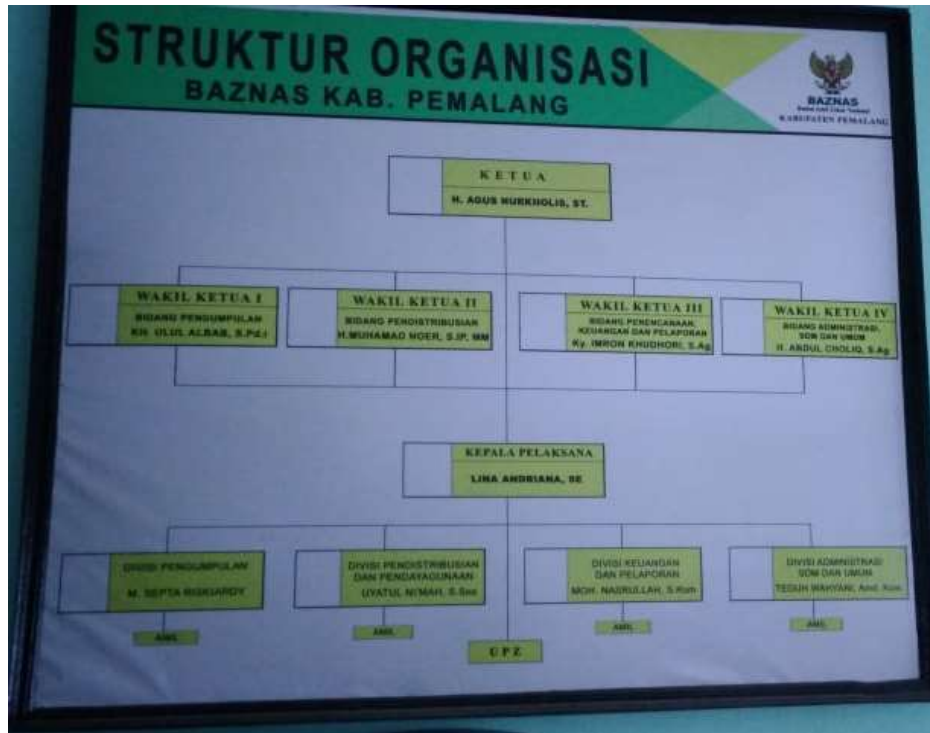 STRUKTUR ORGANISASI
BAZNAS KAB. PEMALANG
BAZNAS
KABUPATEN PEMALANG
KETUA
H. AGUS NURKHOLIS, ST.
WAKIL KETUA I
BIDANG PENGUMPULAN
KH. ULUL ALBAB, S.Pd.I
WAKIL KETUA II
BIDANG PENDISTRIBUSIAN
H.MUHAMAD NOER, S.IP, MM
WAKIL KETUA III
BIDANG PERENCANAAN,
KEUANGAN DAN PELAPORAN
Ky. IMRON KHUDHORI, S.Ag
WAKIL KETUA IV
BIDANG ADMINISTRASI,
SDM DAN UMUM
H. ABDUL CHOLIQ, S.Ag
KEPALA PELAKSANA
LINA ANDRIANA, SE
DIVISI PENGUMPULAN
M. SEPTA RISKIARDY
DIVISI PENDISTRIBUSIAN
DAN PENDAYAGUNAAN
UYATUL NI'MAH, S.Sos
DIVISI KEUANGAN
DAN PELAPORAN
MOH. NASRULLAH, S.Kom
DIVISI ADMINISTRASI
SDM DAN UMUM
TEGUH WAHYANI, Amd. Kom
AMIL
AMIL
AMIL
AMIL
UPZ